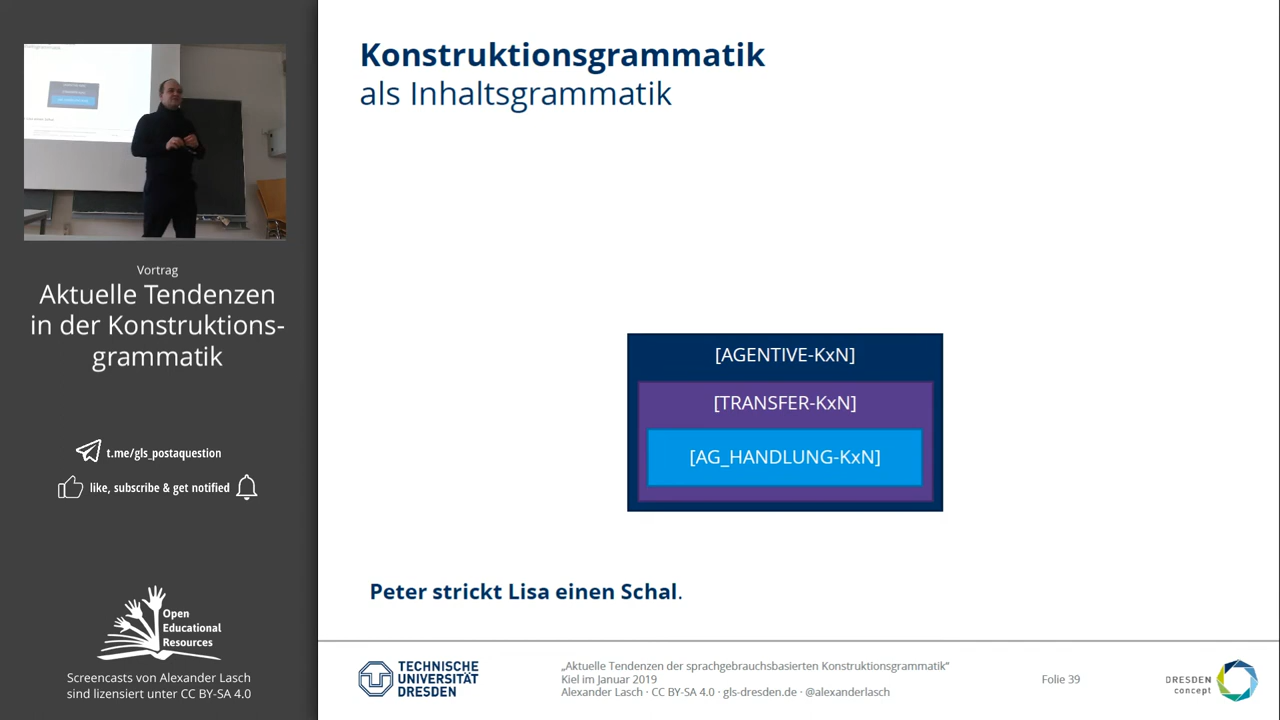 Vortrag
Aktuelle Tendenzen
in der Konstruktions-
grammatik
t.me/gls_postaquestion
like, subscribe & get notified
Open
Educational
Resources
Screencasts von Alexander Lasch
sind lizensiert unter CC BY-SA 4.0
Konstruktionsgrammatik
als Inhaltsgrammatik
[AGENTIVE-KxN]
[TRANSFER-KxN]
[AG_HANDLUNG-KxN]
Peter strickt Lisa einen Schal.
TECHNISCHE
UNIVERSITÄT
DRESDEN
„Aktuelle Tendenzen der sprachgebrauchsbasierten Konstruktionsgrammatik“
Kiel im Januar 2019
Alexander Lasch · CC BY-SA 4.0 · gls-dresden.de · @alexanderlasch
Folie 39
DRESDEN
concept